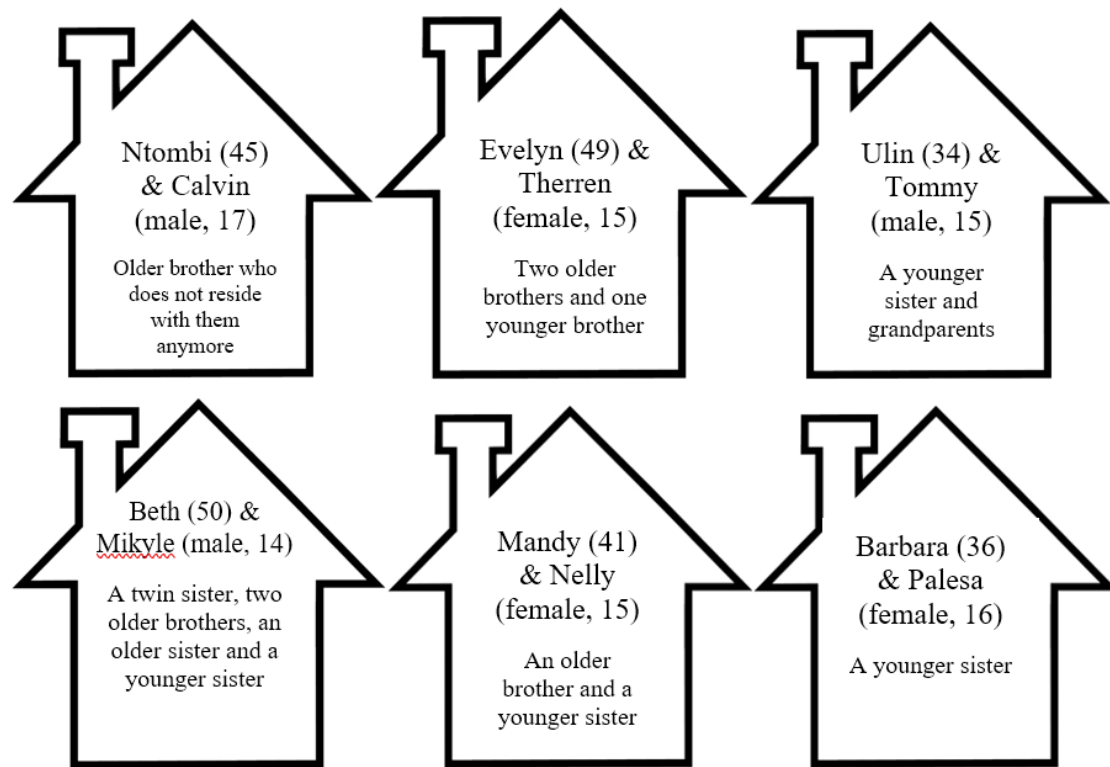 Ntombi (45)
& Calvin
(male, 17)
Older brother who
does not reside
with them
anymore
Evelyn (49) &
Therren
(female, 15)
Two older
brothers and one
younger brother
Ulin (34) &
Tommy
(male, 15)
A younger
sister and
grandparents
Beth (50) &
Mikyle (male, 14)
A twin sister, two
older brothers, an
older sister and a
younger sister
Mandy (41)
& Nelly
(female, 15)
An older
brother and a
younger sister
Barbara (36)
& Palesa
(female, 16)
A younger sister